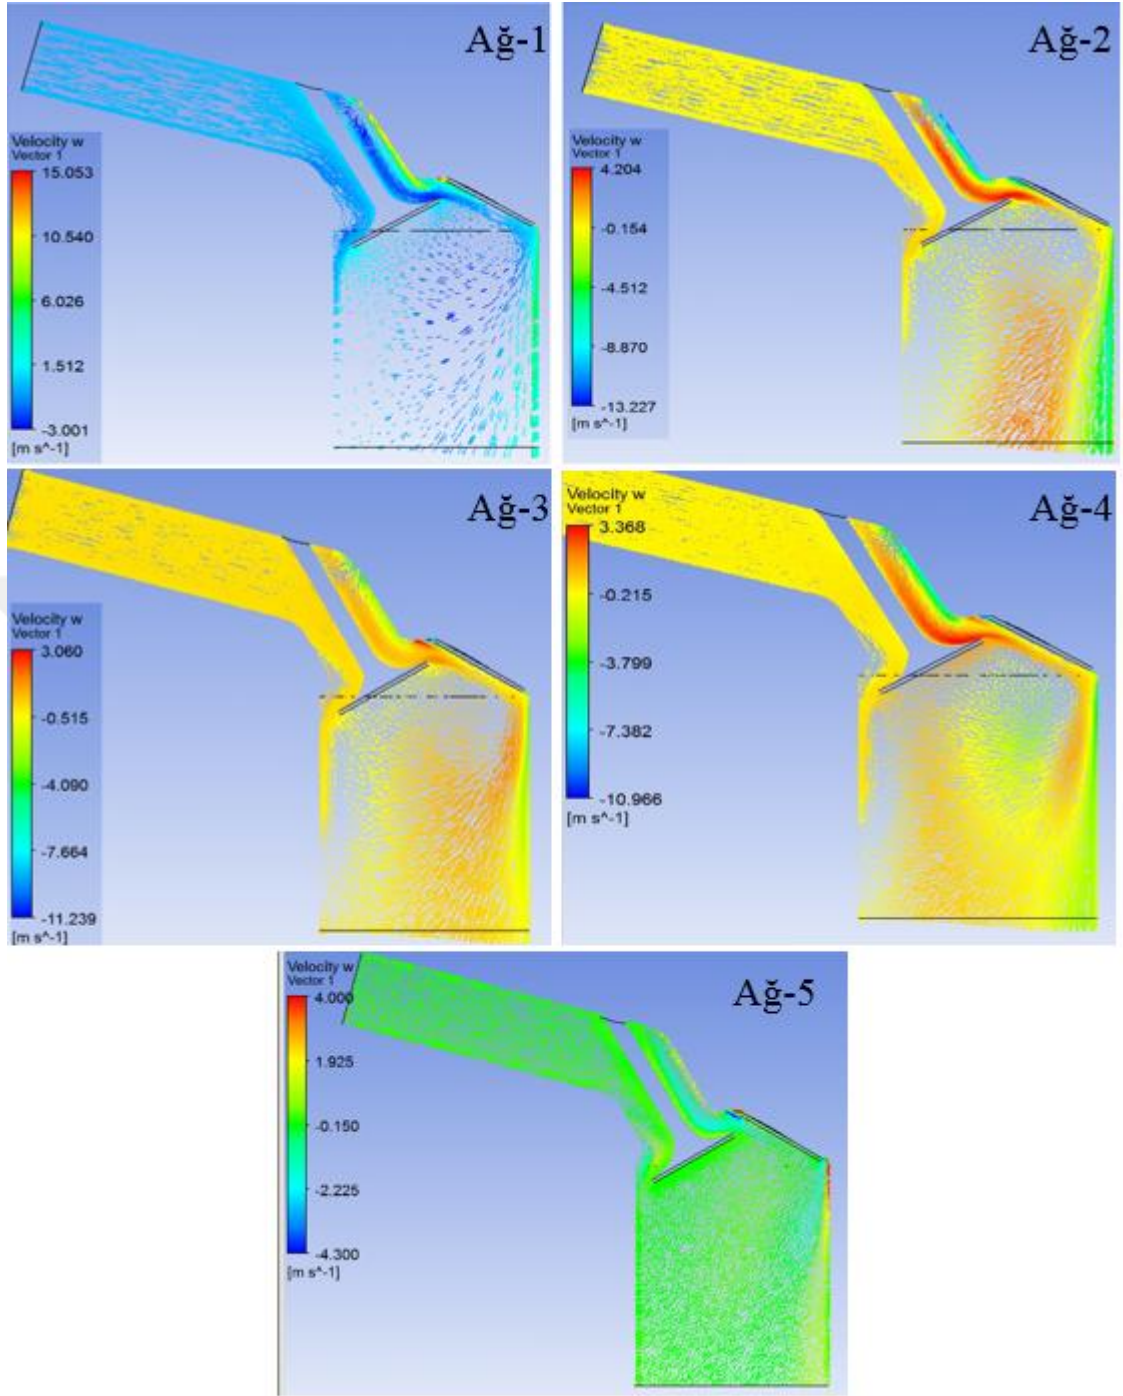 Ağ-1
Velocity w
Vector 1
15.053
10.540
6.026
1.512
-3.001
[m s^-1]
Ağ-2
Velocity w
Vector 1
4.204
-0.154
-4.512
-8.870
-13.227
[m s^-1]
Ağ-3
Velocity w
Vector 1
3.060
-0.515
-4.090
-7.664
-11.239
[m s^-1]
Ağ-4
Velocity w
Vector 1
3.368
-0.215
-3.799
-7.382
-10.966
[m s^-1]
Ağ-5
Velocity w
Vector 1
4.000
1.925
-0.150
-2.225
-4.300
[m s^-1]